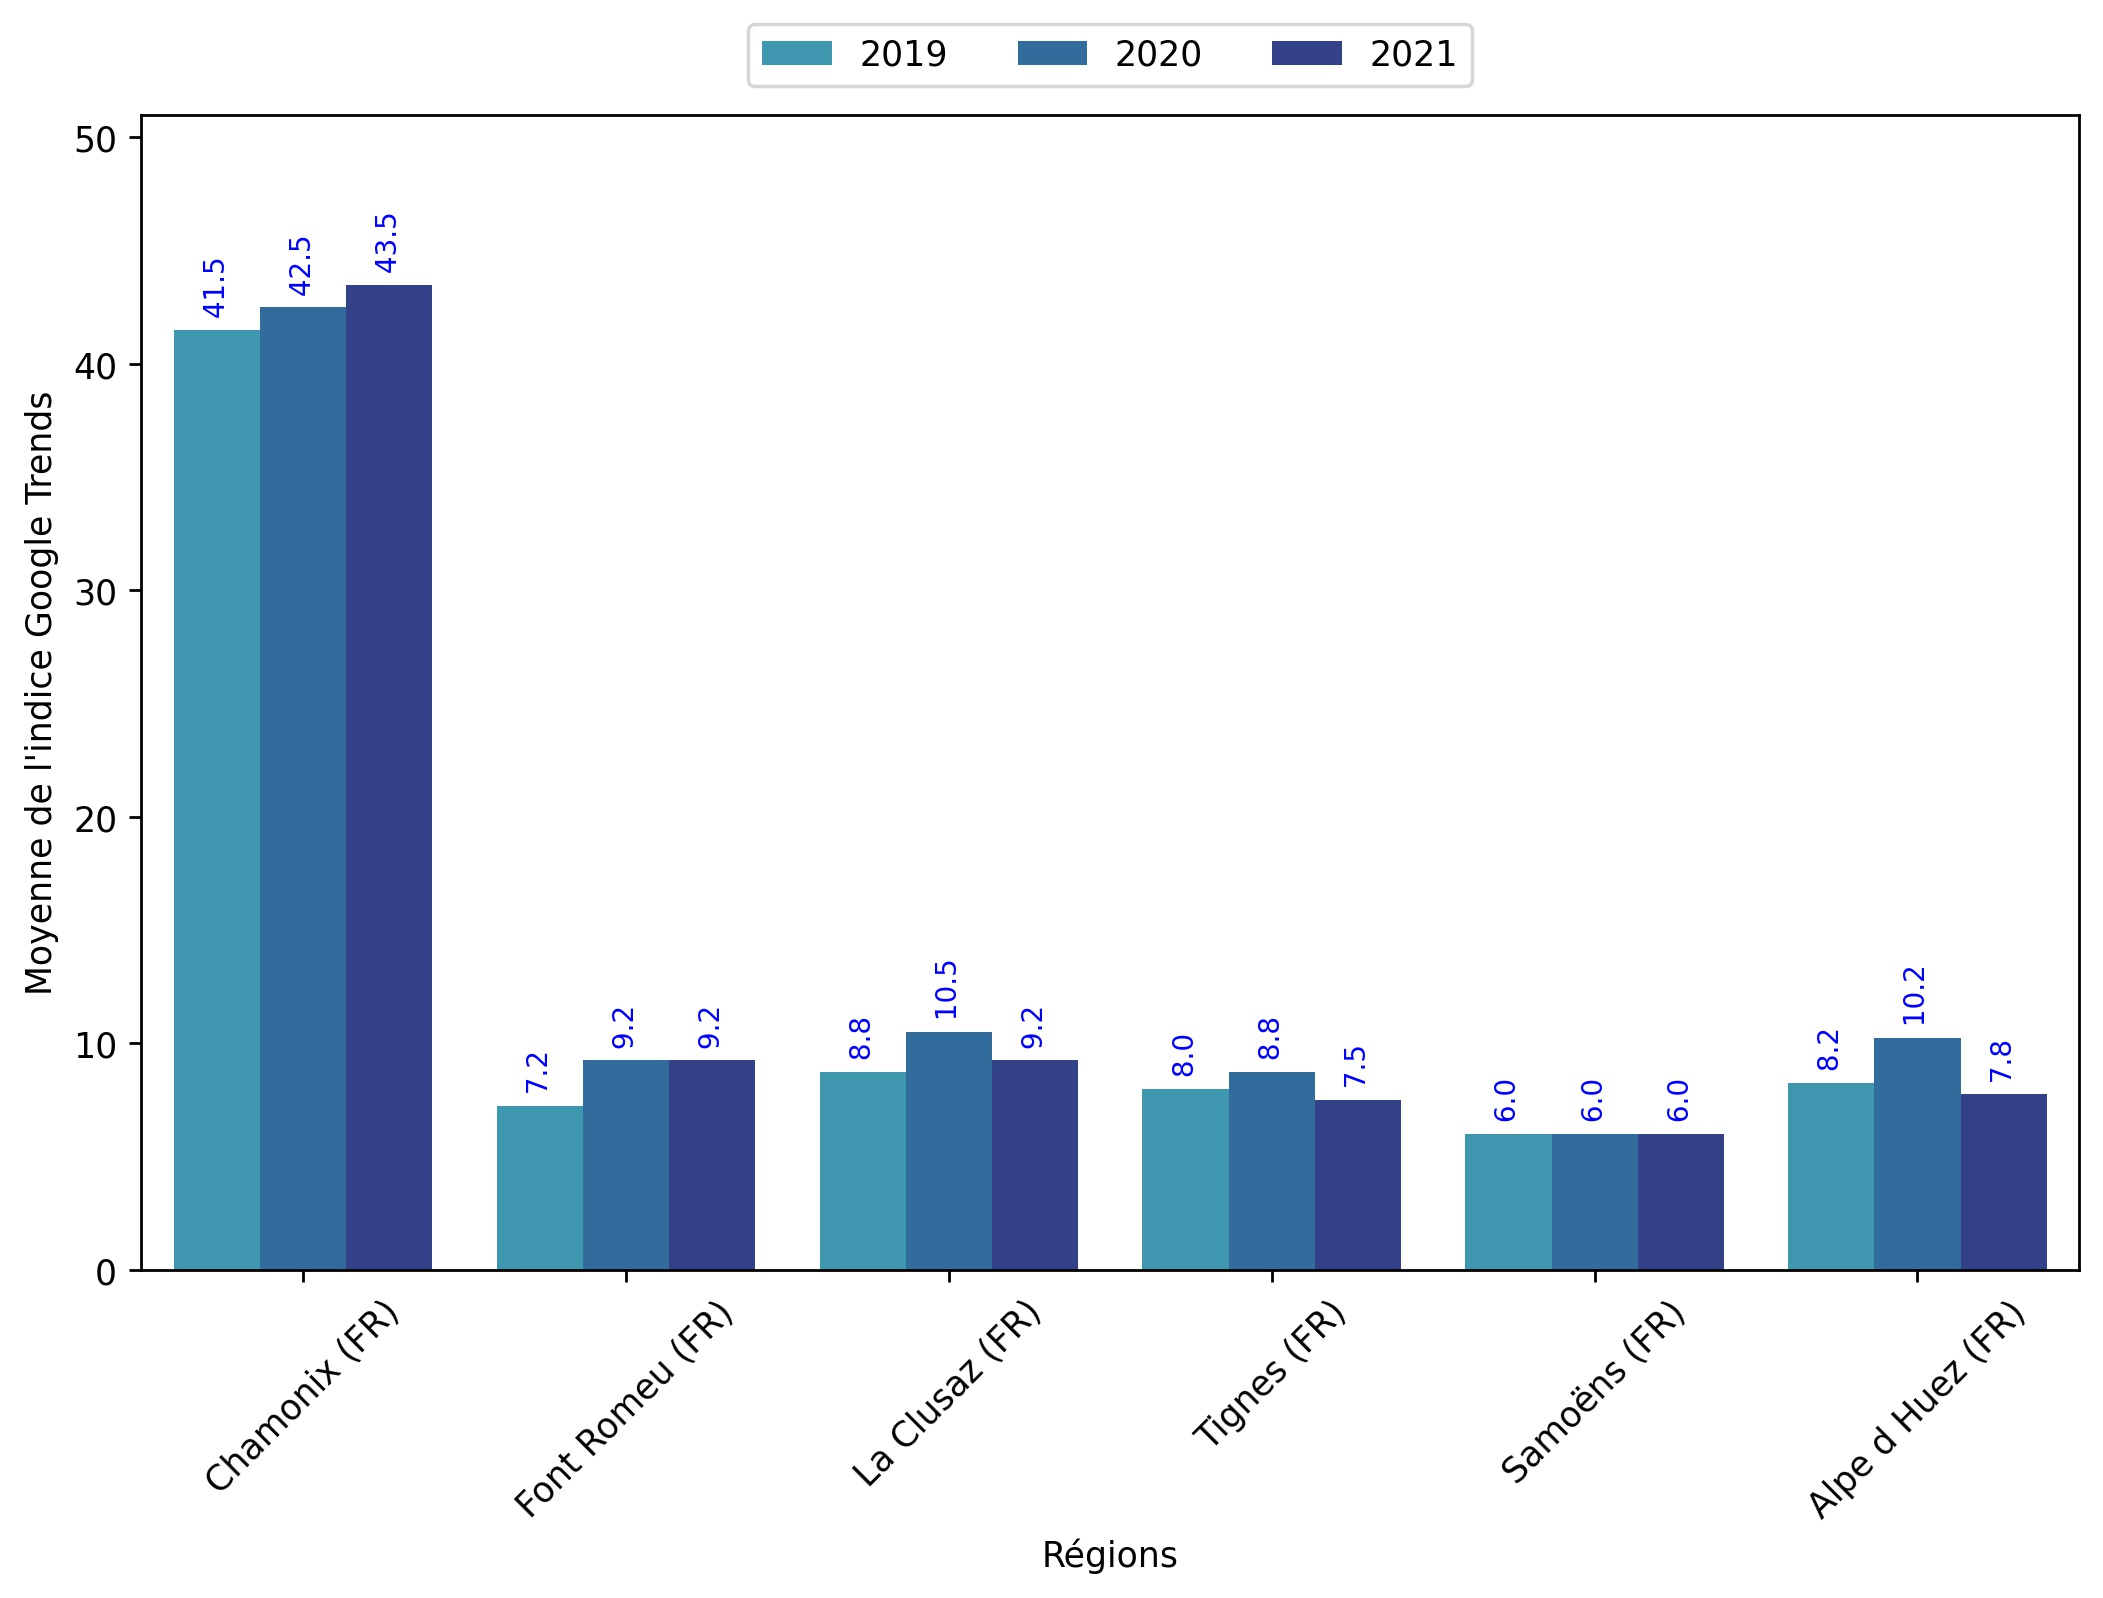 2019 2020 2021
Moyenne de l'indice Google Trends
50
40
30
20
10
0
41.5 42.5 43.5
7.2 9.2 9.2
8.8 10.5 9.2
8.0 8.8 7.5
6.0 6.0 6.0
8.2 10.2 7.8
Chamonix (FR)
Font Romeu (FR)
La Clusaz (FR)
Tignes (FR)
Samoëns (FR)
Alpe d Huez (FR)
Régions